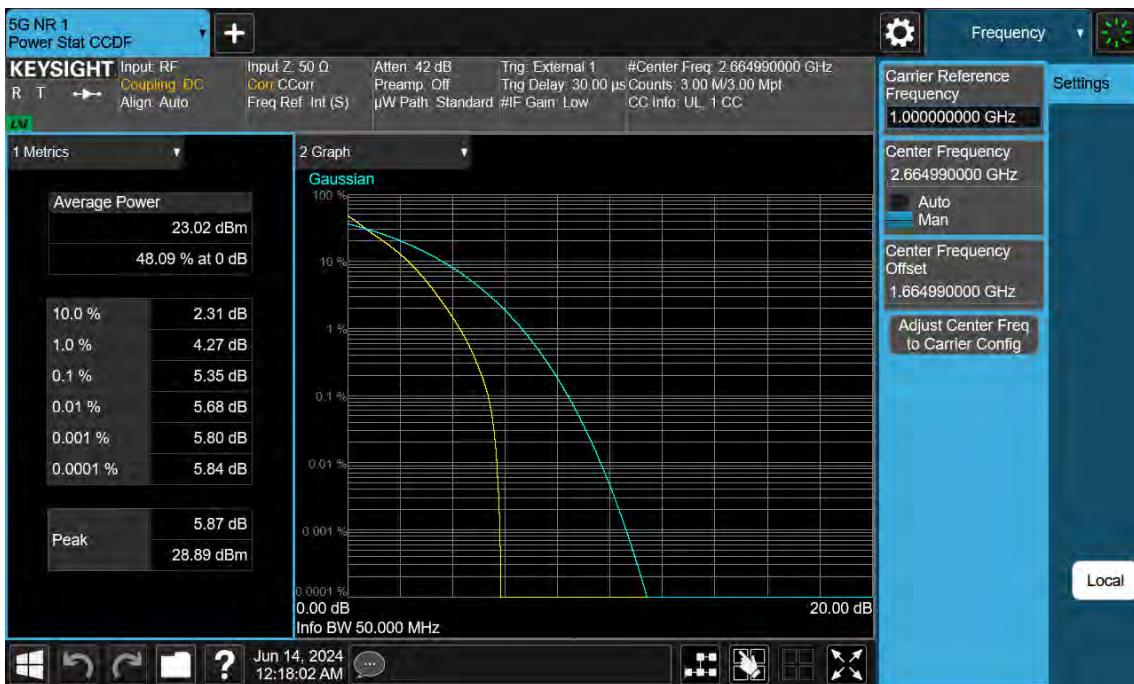 5G NR 1
Power Stat CCDF
+
Frequency
KEYSIGHT
R T
LNI
Input: RF
Coupling: DC
Align: Auto
Input Z: 50 Ω
Corr CCorr
Freq Ref: Int (S)
Atten: 42 dB
Preamp: Off
µW Path: Standard
Trig: External 1
Trig Delay: 30.00 µs
#IF Gain: Low
#Center Freq: 2.664990000 GHz
Counts: 3.00 M/3.00 Mpt
CC Info: UL, 1 CC
1 Metrics
Average Power
23.02 dBm
48.09 % at 0 dB
10.0 % 2.31 dB
1.0 % 4.27 dB
0.1 % 5.35 dB
0.01 % 5.68 dB
0.001 % 5.80 dB
0.0001 % 5.84 dB
Peak
5.87 dB
28.89 dBm
2 Graph
Gaussian
100 %
10 %
1 %
0.1 %
0.01 %
0.001 %
0.0001 %
0.00 dB 20.00 dB
Info BW 50.000 MHz
Carrier Reference
Frequency
1.000000000 GHz
Center Frequency
2.664990000 GHz
Auto
Man
Center Frequency
Offset
1.664990000 GHz
Adjust Center Freq
to Carrier Config
Settings
Local
?
Jun 14, 2024
12:18:02 AM